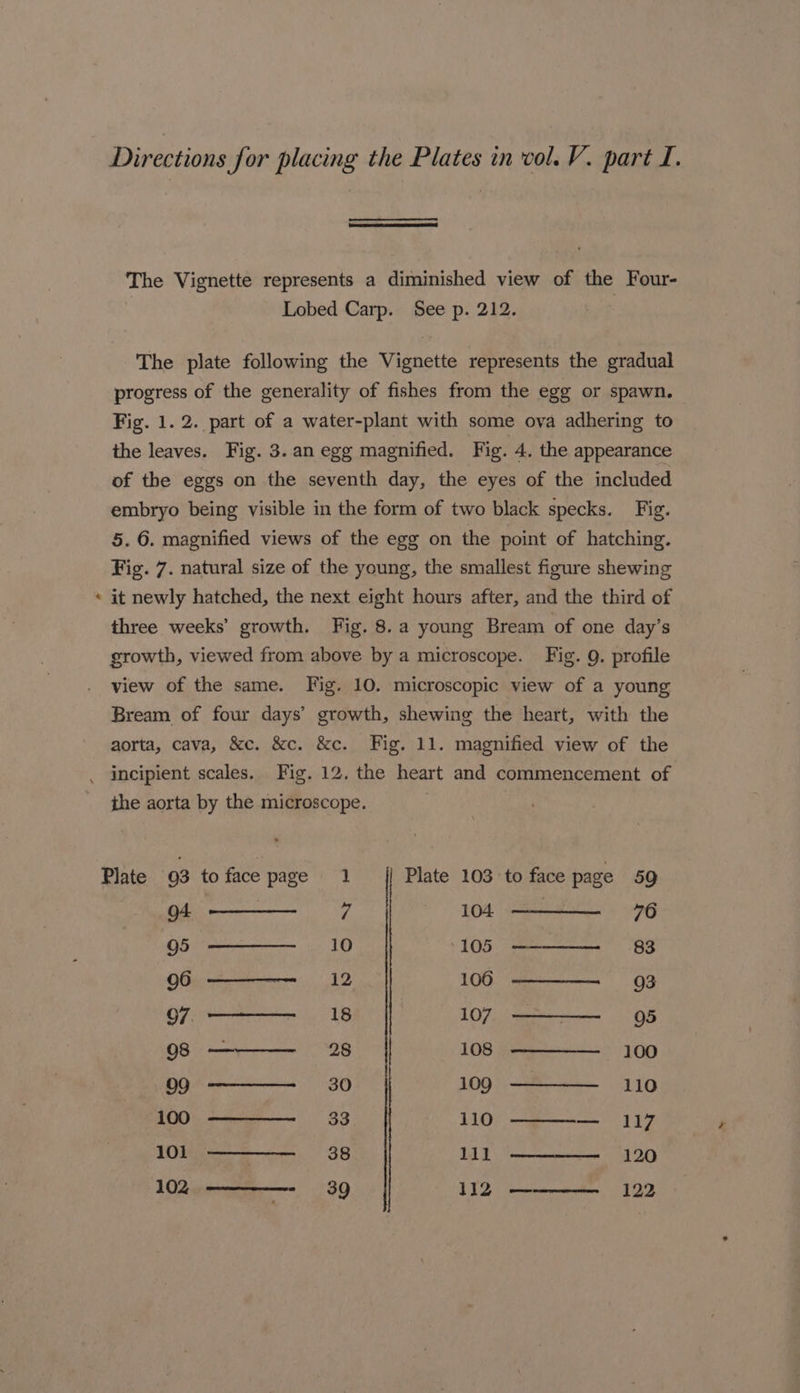 Directions for placing the Plates in vol. V. part I.
The Vignette represents a diminished view of the Four-
Lobed Carp. See p. 212.
The plate following the Vignette represents the gradual
progress of the generality of fishes from the egg or spawn.
Fig. 1. 2. part of a water-plant with some ova adhering to
the leaves. Fig. 3. an egg magnified. Fig. 4. the appearance
of the eggs on the seventh day, the eyes of the included
embryo being visible in the form of two black specks. Fig.
5. 6. magnified views of the egg on the point of hatching.
Fig. 7. natural size of the young, the smallest figure shewing
it newly hatched, the next eight hours after, and the third of
three weeks' growth. Fig. 8. a young Bream of one day's
growth, viewed from above by a microscope. Fig. 9. profile
view of the same. Fig. 10. microscopic view of a young
Bream of four days' growth, shewing the heart, with the
aorta, cava, &c. &c. &c. Fig. 11. magnified view of the
incipient scales. Fig. 12. the heart and commencement of
the aorta by the microscope.
Plate 93 to face page 1
94 ——— 7
95 ——— 10
96 ——— 12
97 ——— 18
98 ——— 28
99 ——— 30
100 ——— 33
101 ——— 38
102 ——— 39
Plate 103 to face page 59
104 ——— 76
105 ——— 83
106 ——— 93
107 ——— 95
108 ——— 100
109 ——— 110
110 ——— 117
111 ——— 120
112 ——— 122